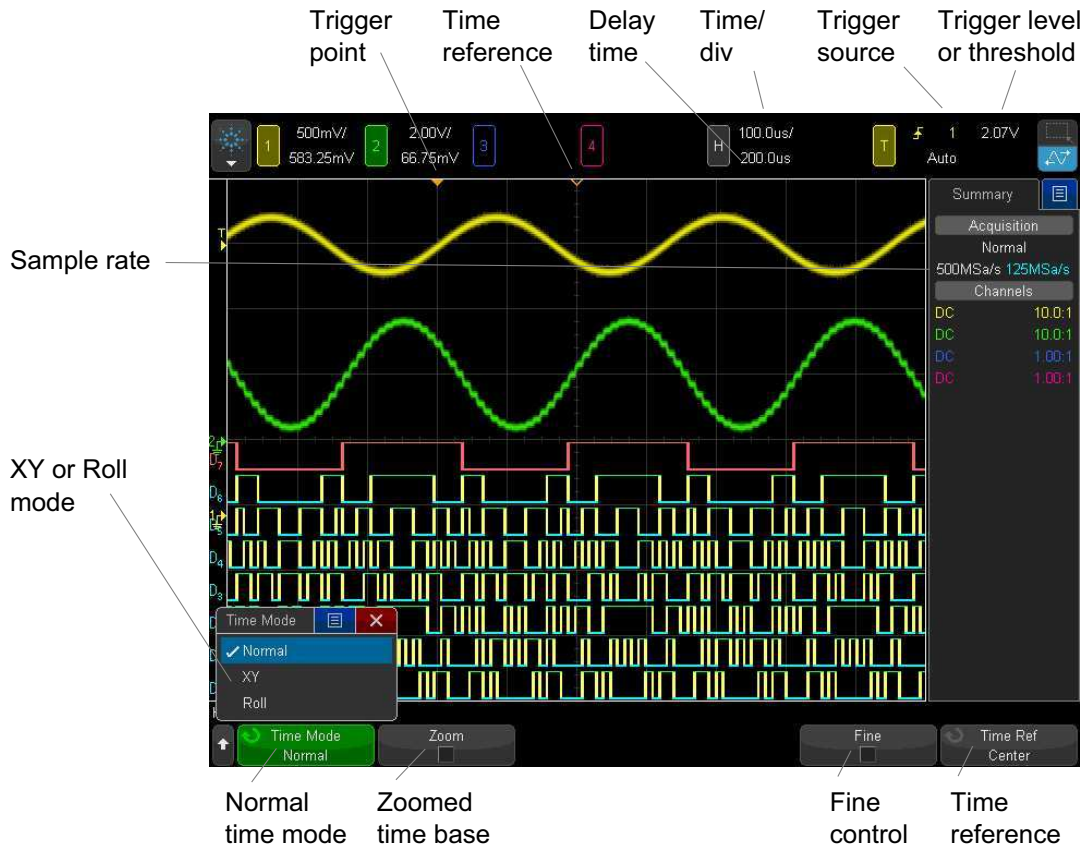 Trigger point
Time reference
Delay time
Time/ div
Trigger source
Trigger level or threshold
1
500mV/
583.25mV
2
2.00V/
66.75mV
3
4
H
100.0us/
200.0us
T
1
2.07V
Auto
Summary
Acquisition
Normal
500MSa/s 125MSa/s
Channels
DC 10.0:1
DC 10.0:1
DC 1.00:1
DC 1.00:1
Sample rate
T
2
D7
XY or Roll mode
D6
1
D5
D4
D3
D
D
Time Mode
Normal
XY
Roll
Time Mode
Normal
Zoom
Fine
Time Ref
Center
Normal time mode
Zoomed time base
Fine control
Time reference